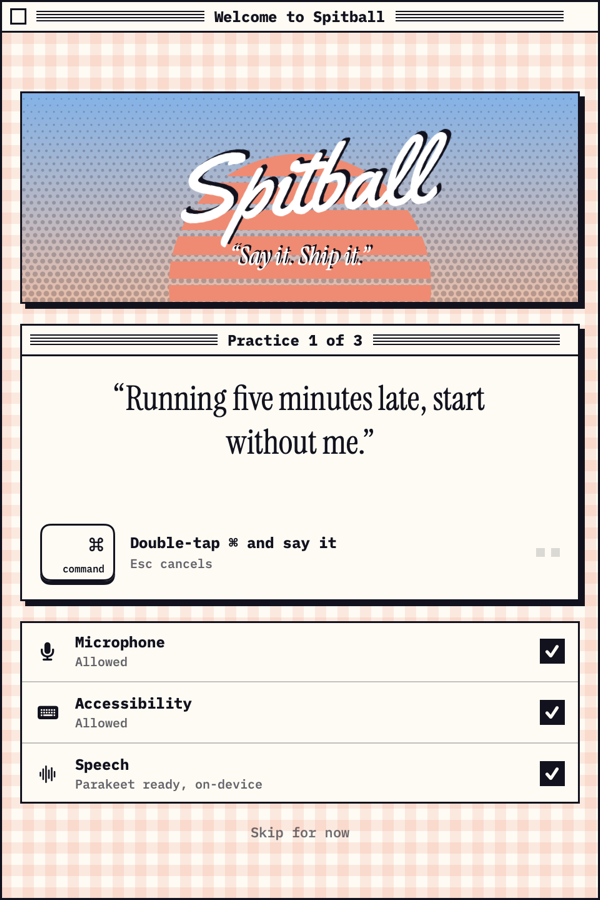 Welcome to Spitball
Spitball
“Say it. Ship it.”
Practice 1 of 3
“Running five minutes late, start
without me.”
⌘
command
Double-tap ⌘ and say it
Esc cancels
Microphone
Allowed
Accessibility
Allowed
Speech
Parakeet ready, on-device
Skip for now